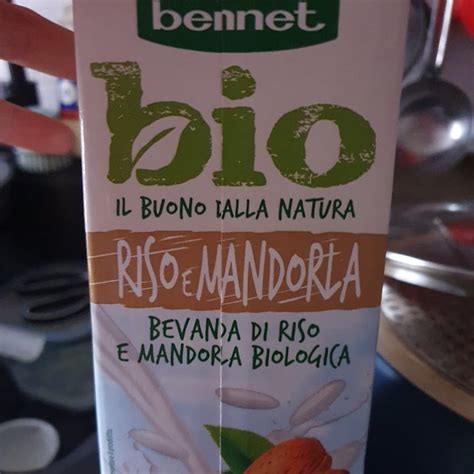 bennet
bio
IL BUONO DALLA NATURA
RISO E MANDORLA
BEVANDA DI RISO
E MANDORLA BIOLOGICA